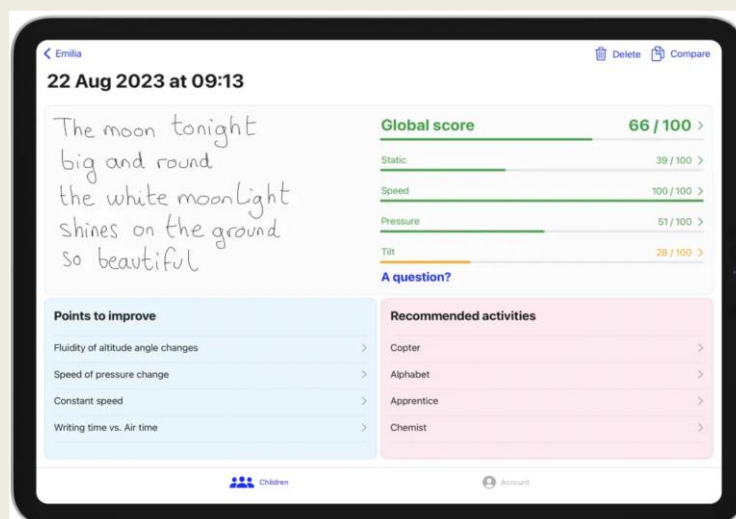 Emilia
Delete
Compare
22 Aug 2023 at 09:13
The moon tonight
big and round
the white moonlight
shines on the ground
so beautiful
Global score 66 / 100
Static 39 / 100
Speed 100 / 100
Pressure 51 / 100
Tilt 28 / 100
A question?
Points to improve
Fluidity of altitude angle changes
Speed of pressure change
Constant speed
Writing time vs. Air time
Recommended activities
Copter
Alphabet
Apprentice
Chemist
Children
Account